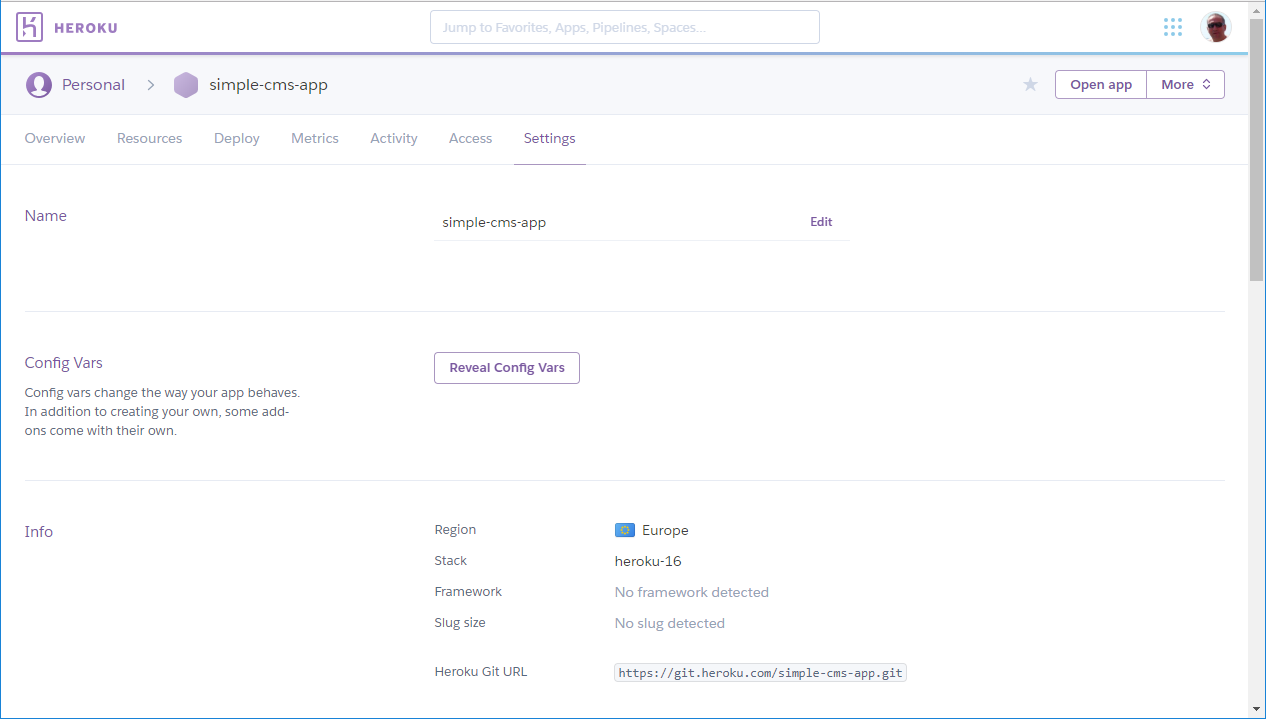 HEROKU
Jump to Favorites, Apps, Pipelines, Spaces...
Personal
simple-cms-app
Open app
More
Overview
Resources
Deploy
Metrics
Activity
Access
Settings
Name
simple-cms-app
Edit
Config Vars
Config vars change the way your app behaves.
In addition to creating your own, some add-
ons come with their own.
Reveal Config Vars
Info
Region
Europe
Stack
heroku-16
Framework
No framework detected
Slug size
No slug detected
Heroku Git URL
https://git.heroku.com/simple-cms-app.git